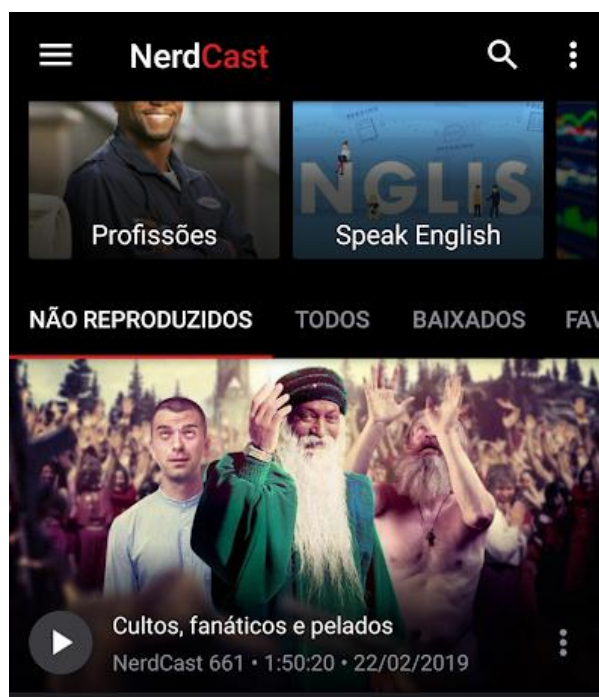 NerdCast
NGLIS
Profissões
Speak English
NÃO REPRODUZIDOS TODOS BAIXADOS FAV
Cultos, fanáticos e pelados
NerdCast 661 • 1:50:20 • 22/02/2019